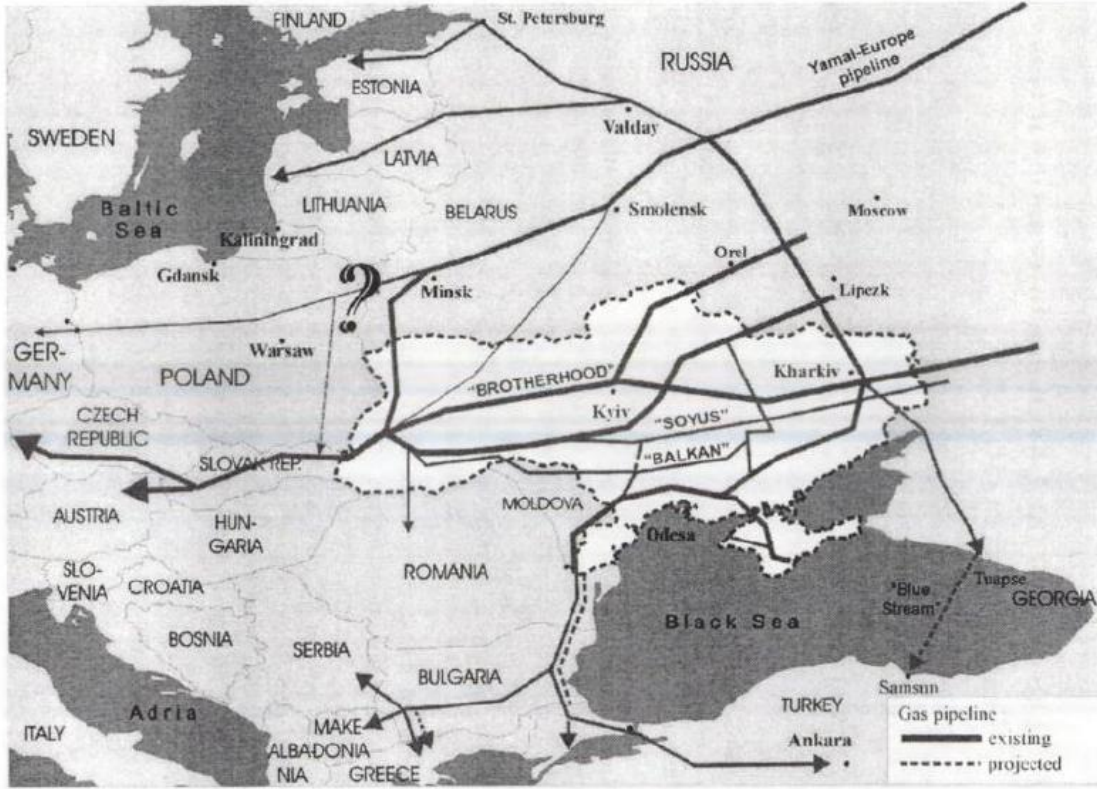 FINLAND
St. Petersburg
RUSSIA
Yamal-Europe
pipeline
ESTONIA
SWEDEN
Valday
LATVIA
LITHUANIA
BELARUS
Smolensk
Moscow
Baltic
Sea
Kaliningrad
Gdansk
?
Minsk
Orel
Lipezk
Warsaw
GER-
MANY
POLAND
Kharkiv
"BROTHERHOOD"
Kyiv
CZECH
REPUBLIC
"SOYUS"
"BALKAN"
SLOVAK REP.
MOLDOVA
AUSTRIA
HUN-
GARIA
Odesa
SLO-
VENIA
CROATIA
ROMANIA
Tuapse
"Blue
Stream"
GEORGIA
BOSNIA
Black Sea
SERBIA
BULGARIA
Samsun
Adria
TURKEY
ITALY
MAKE-
DONIA
ALBA-
NIA
GREECE
Ankara
Gas pipeline
existing
projected